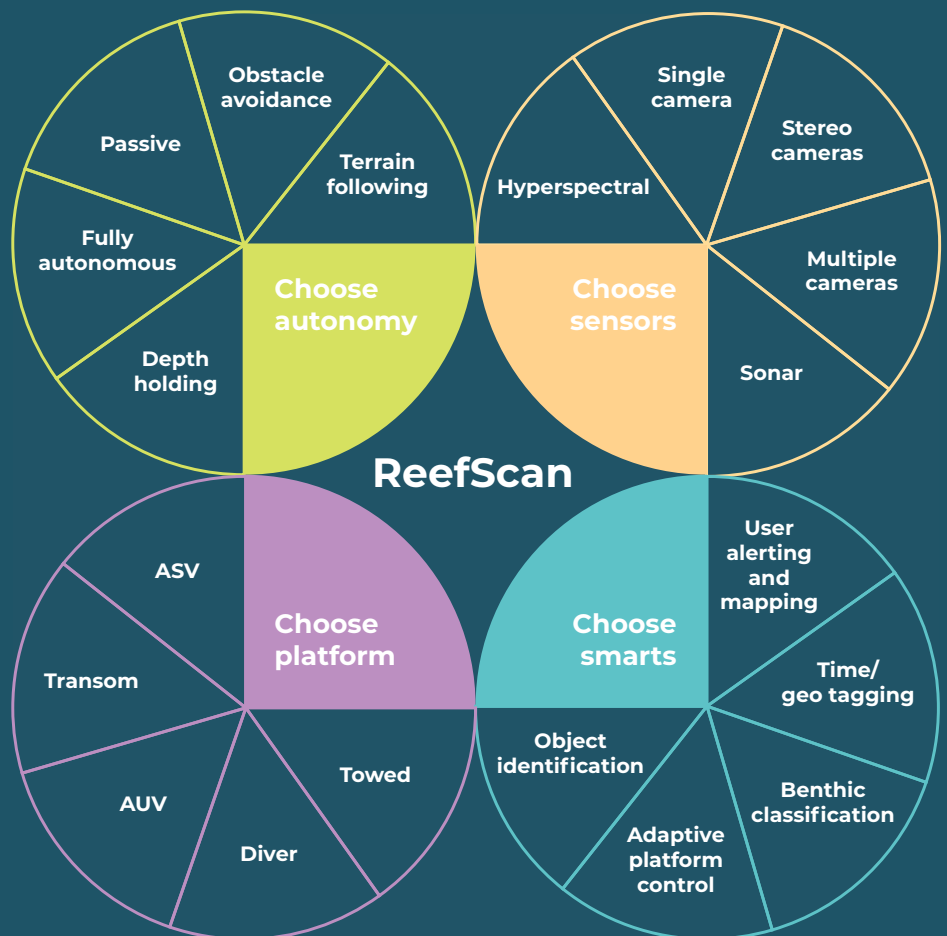 Obstacle
avoidance
Passive
Terrain
following
Fully
autonomous
Depth
holding
Choose
autonomy
Single
camera
Stereo
cameras
Hyperspectral
Multiple
cameras
Sonar
Choose
sensors
ReefScan
ASV
Transom
AUV
Diver
Towed
Choose
platform
Choose
smarts
User
alerting
and
mapping
Time/
geo tagging
Benthic
classification
Adaptive
platform
control
Object
identification